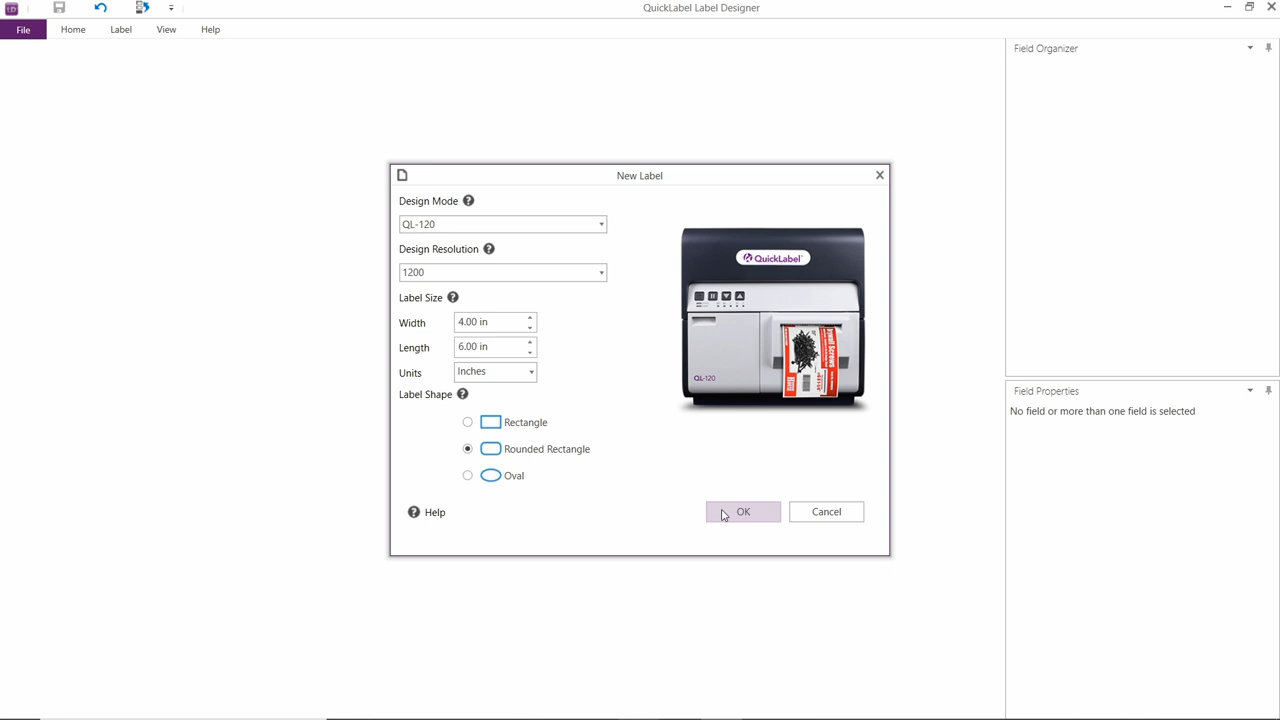 QuickLabel Label Designer
File Home Label View Help
Field Organizer
New Label
Design Mode
QL-120
Design Resolution
1200
Label Size
Width 4.00 in
Length 6.00 in
Units Inches
Label Shape
Rectangle
Rounded Rectangle
Oval
Help
OK Cancel
QuickLabel
QL-120
Field Properties
No field or more than one field is selected